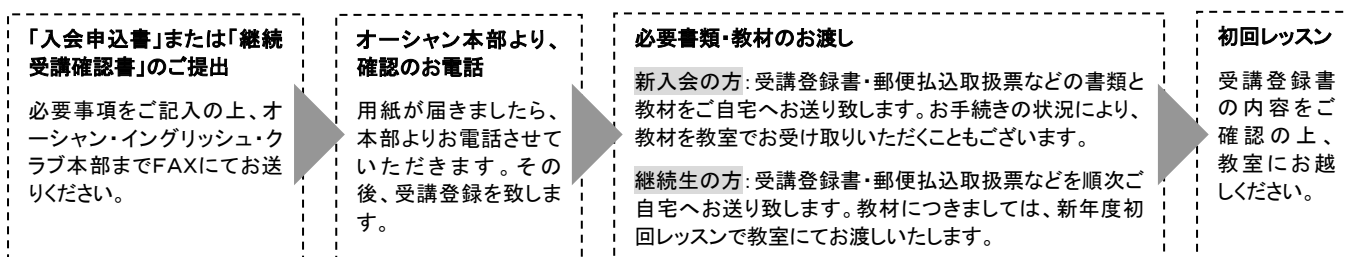 「入会申込書」または「継続
受講確認書」のご提出
必要事項をご記入の上、オ
ーシャン・イングリッシュ・ク
ラブ本部までFAXにてお送
りください。
オーシャン本部より、
確認のお電話
用紙が届きましたら、
本部よりお電話させて
いただきます。その
後、受講登録を致しま
す。
必要書類・教材のお渡し
新入会の方:受講登録書・郵便払込取扱票などの書類と
教材をご自宅へお送り致します。お手続きの状況により、
教材を教室でお受け取りいただくこともございます。
継続生の方:受講登録書・郵便払込取扱票などを順次ご
自宅へお送り致します。教材につきましては、新年度初
回レッスンで教室にてお渡しいたします。
初回レッスン
受講登録書
の内容をご
確認の上、
教室にお越
しください。